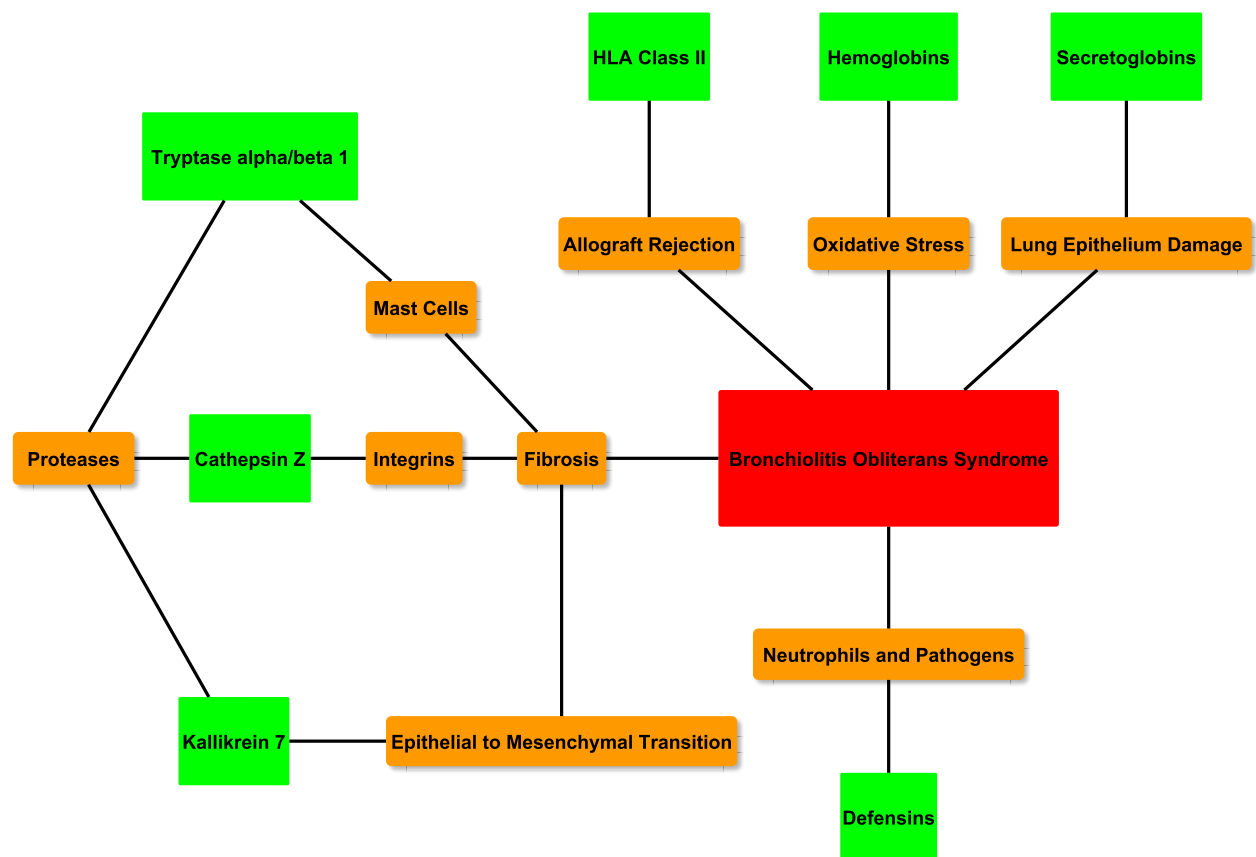 HLA Class II
Hemoglobins
Secretoglobins
Tryptase alpha/beta 1
Allograft Rejection
Oxidative Stress
Lung Epithelium Damage
Mast Cells
Proteases
Cathepsin Z
Integrins
Fibrosis
Bronchiolitis Obliterans Syndrome
Neutrophils and Pathogens
Kallikrein 7
Epithelial to Mesenchymal Transition
Defensins